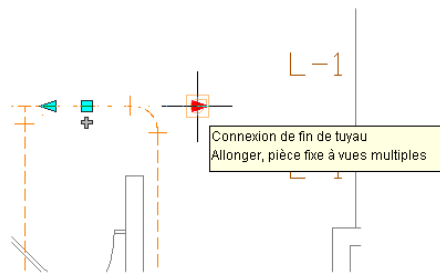 L-1
Connexion de fin de tuyau
Allonger, pièce fixe à vues multiples